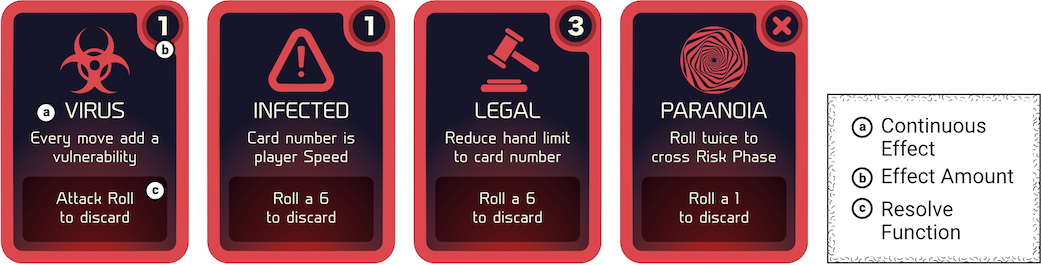 1
b
a VIRUS
Every move add a
vulnerability
Attack Roll c
to discard
1
!
INFECTED
Card number is
player Speed
Roll a 6
to discard
3
LEGAL
Reduce hand limit
to card number
Roll a 6
to discard
PARANOIA
Roll twice to
cross Risk Phase
Roll a 1
to discard
a Continuous
Effect
b Effect Amount
c Resolve
Function